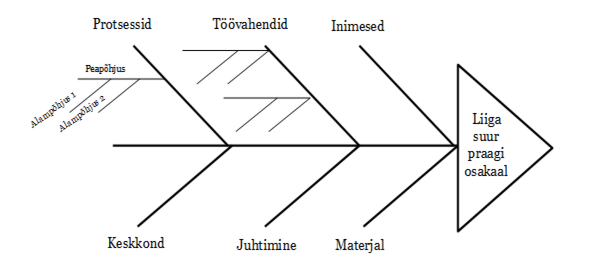 Protsessid
Töövahendid
Inimesed
Peapõhjus
Alampõhjus 1
Alampõhjus 2
Liiga
suur
praagi
osakaal
Keskkond
Juhtimine
Materjal